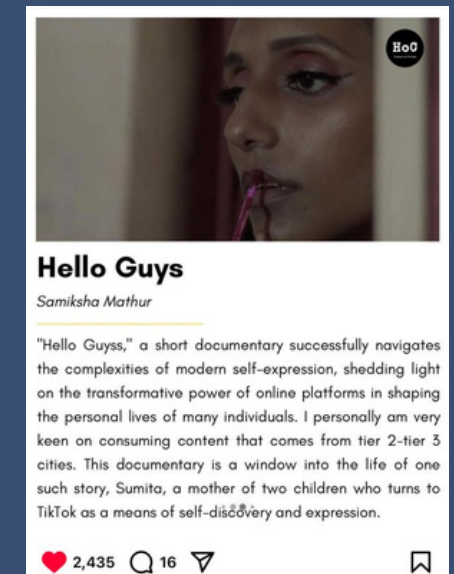 HoC
Hello Guys
Samiksha Mathur
"Hello Guyss," a short documentary successfully navigates
the complexities of modern self-expression, shedding light
on the transformative power of online platforms in shaping
the personal lives of many individuals. I personally am very
keen on consuming content that comes from tier 2-tier 3
cities. This documentary is a window into the life of one
such story, Sumita, a mother of two children who turns to
TikTok as a means of self-discovery and expression.
2,435 16